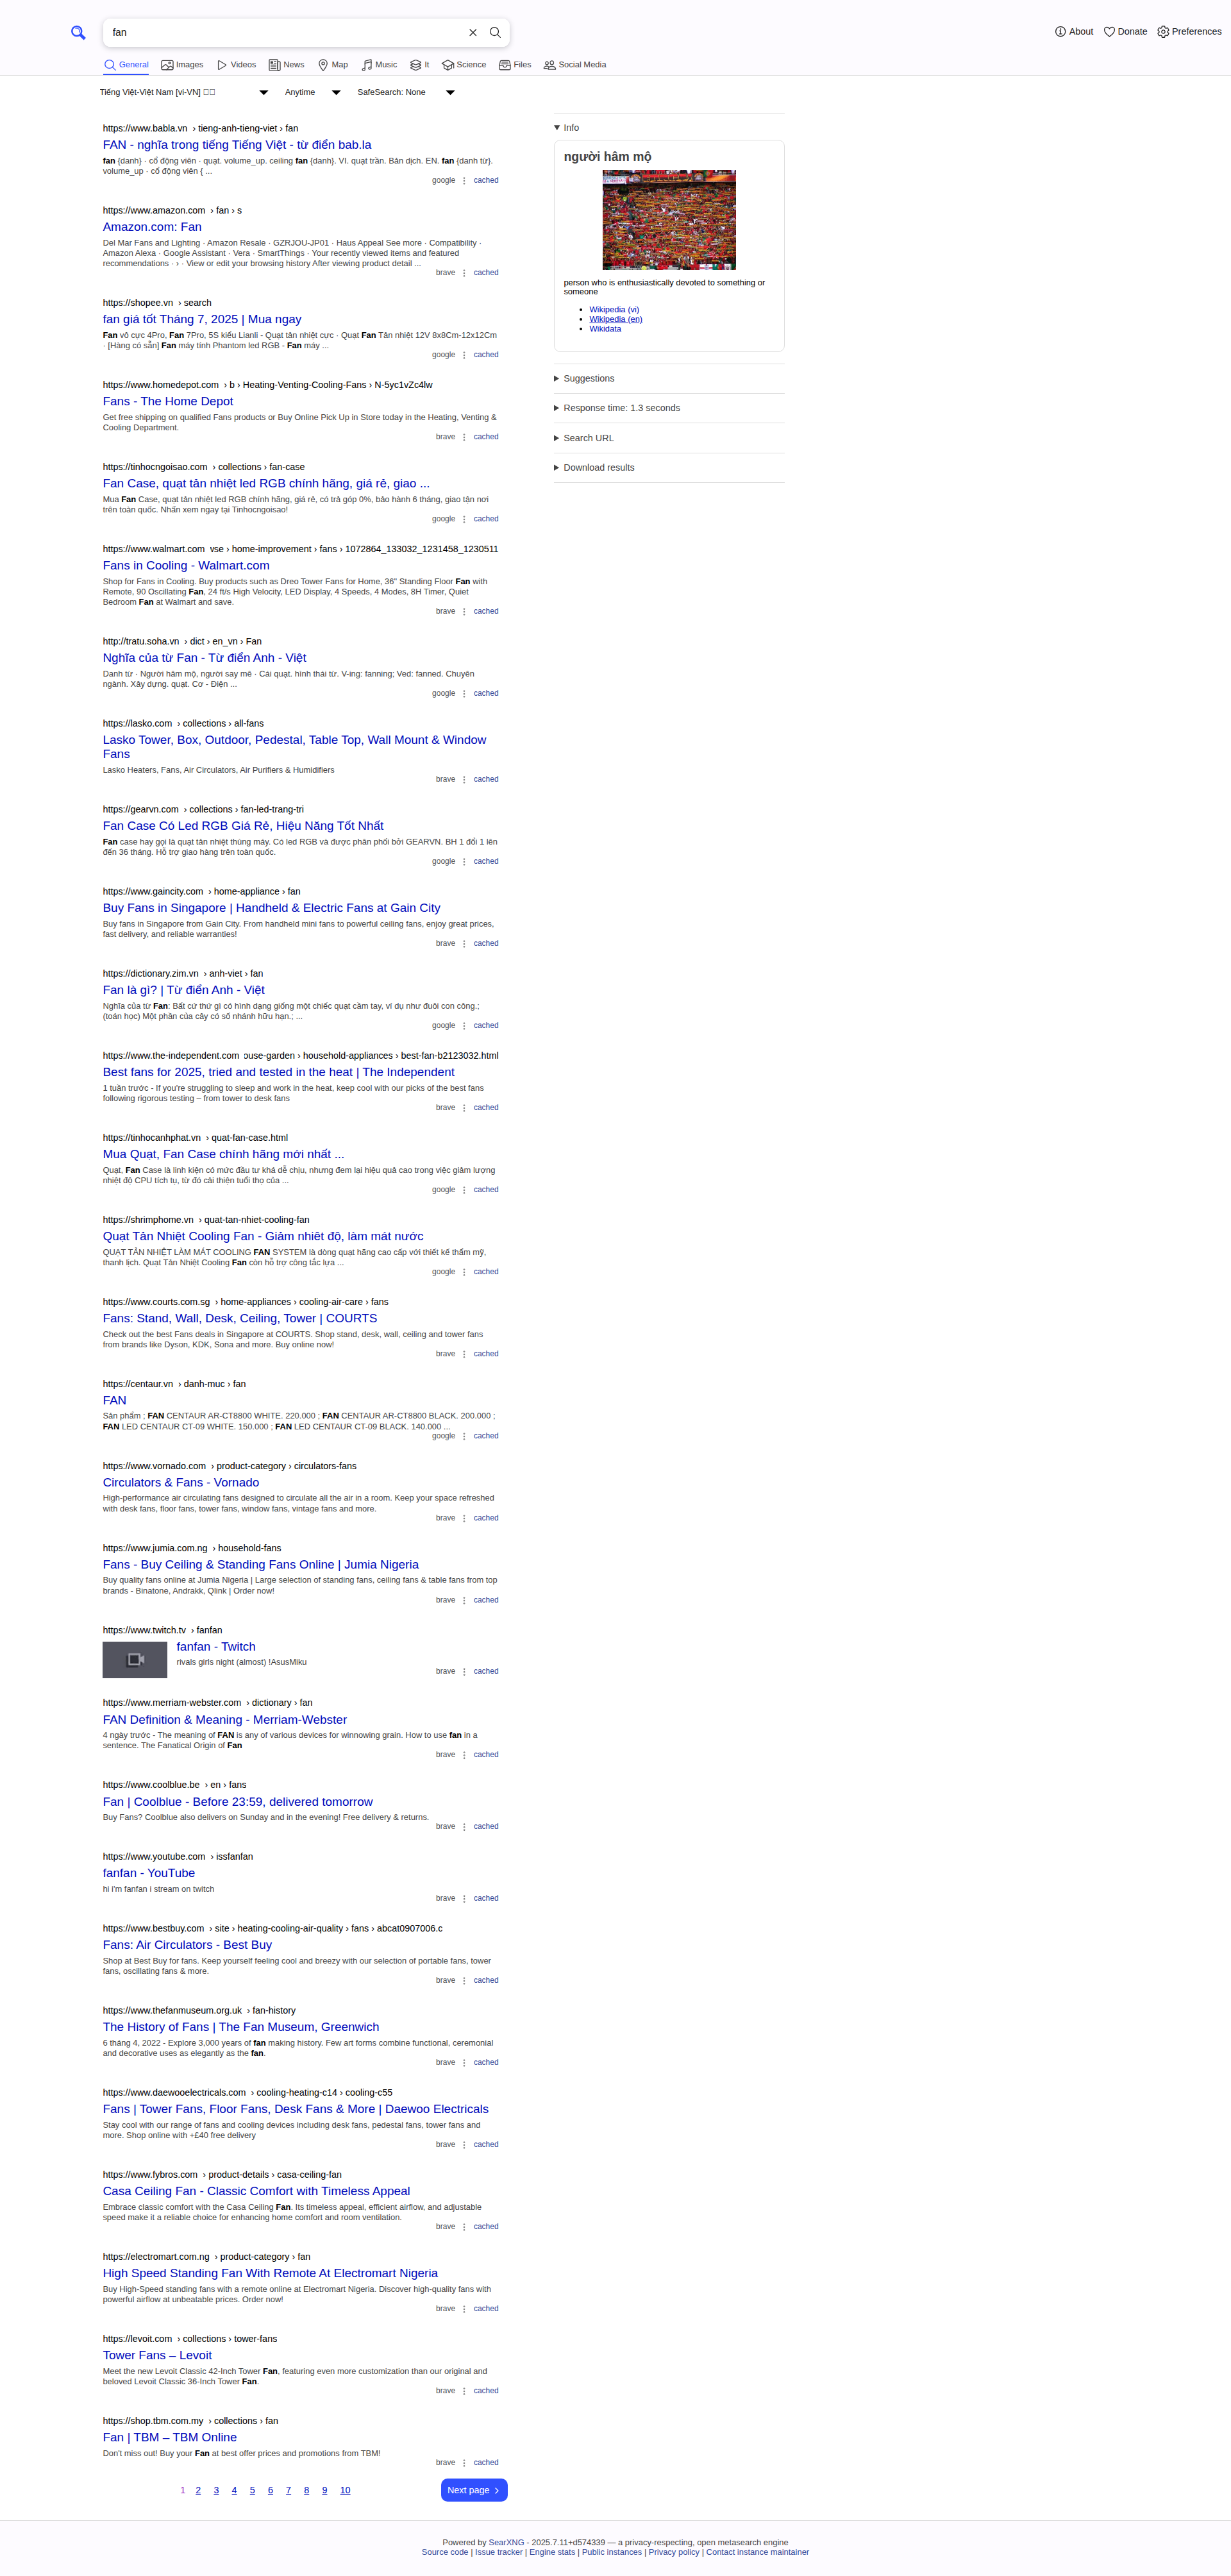 fan
About Donate Preferences
General Images Videos News Map Music It Science Files Social Media
Tiếng Việt-Việt Nam [vi-VN] Anytime SafeSearch: None
https://www.babla.vn › tieng-anh-tieng-viet › fan
FAN - nghĩa trong tiếng Tiếng Việt - từ điển bab.la
fan {danh} · cổ động viên · quạt. volume_up. ceiling fan {danh}. VI. quạt trần. Bản dịch. EN. fan {danh từ}.
volume_up · cổ động viên { ...
google cached
https://www.amazon.com › fan › s
Amazon.com: Fan
Del Mar Fans and Lighting · Amazon Resale · GZRJOU-JP01 · Haus Appeal See more · Compatibility ·
Amazon Alexa · Google Assistant · Vera · SmartThings · Your recently viewed items and featured
recommendations · › · View or edit your browsing history After viewing product detail ...
brave cached
https://shopee.vn › search
fan giá tốt Tháng 7, 2025 | Mua ngay
Fan vô cực 4Pro, Fan 7Pro, 5S kiểu Lianli - Quạt tản nhiệt cực · Quạt Fan Tản nhiệt 12V 8x8Cm-12x12Cm
· [Hàng có sẵn] Fan máy tính Phantom led RGB - Fan máy ...
google cached
https://www.homedepot.com › b › Heating-Venting-Cooling-Fans › N-5yc1vZc4lw
Fans - The Home Depot
Get free shipping on qualified Fans products or Buy Online Pick Up in Store today in the Heating, Venting &
Cooling Department.
brave cached
https://tinhocngoisao.com › collections › fan-case
Fan Case, quạt tản nhiệt led RGB chính hãng, giá rẻ, giao ...
Mua Fan Case, quạt tản nhiệt led RGB chính hãng, giá rẻ, có trả góp 0%, bảo hành 6 tháng, giao tận nơi
trên toàn quốc. Nhấn xem ngay tại Tinhocngoisao!
google cached
https://www.walmart.com vse › home-improvement › fans › 1072864_133032_1231458_1230511
Fans in Cooling - Walmart.com
Shop for Fans in Cooling. Buy products such as Dreo Tower Fans for Home, 36" Standing Floor Fan with
Remote, 90 Oscillating Fan, 24 ft/s High Velocity, LED Display, 4 Speeds, 4 Modes, 8H Timer, Quiet
Bedroom Fan at Walmart and save.
brave cached
http://tratu.soha.vn › dict › en_vn › Fan
Nghĩa của từ Fan - Từ điển Anh - Việt
Danh từ · Người hâm mộ, người say mê · Cái quạt. hình thái từ. V-ing: fanning; Ved: fanned. Chuyên
ngành. Xây dựng. quạt. Cơ - Điện ...
google cached
https://lasko.com › collections › all-fans
Lasko Tower, Box, Outdoor, Pedestal, Table Top, Wall Mount & Window
Fans
Lasko Heaters, Fans, Air Circulators, Air Purifiers & Humidifiers
brave cached
https://gearvn.com › collections › fan-led-trang-tri
Fan Case Có Led RGB Giá Rẻ, Hiệu Năng Tốt Nhất
Fan case hay gọi là quạt tản nhiệt thùng máy. Có led RGB và được phân phối bởi GEARVN. BH 1 đổi 1 lên
đến 36 tháng. Hỗ trợ giao hàng trên toàn quốc.
google cached
https://www.gaincity.com › home-appliance › fan
Buy Fans in Singapore | Handheld & Electric Fans at Gain City
Buy fans in Singapore from Gain City. From handheld mini fans to powerful ceiling fans, enjoy great prices,
fast delivery, and reliable warranties!
brave cached
https://dictionary.zim.vn › anh-viet › fan
Fan là gì? | Từ điển Anh - Việt
Nghĩa của từ Fan: Bất cứ thứ gì có hình dạng giống một chiếc quạt cầm tay, ví dụ như đuôi con công.;
(toán học) Một phần của cây có số nhánh hữu hạn.; ...
google cached
https://www.the-independent.com ouse-garden › household-appliances › best-fan-b2123032.html
Best fans for 2025, tried and tested in the heat | The Independent
1 tuần trước - If you're struggling to sleep and work in the heat, keep cool with our picks of the best fans
following rigorous testing – from tower to desk fans
brave cached
https://tinhocanhphat.vn › quat-fan-case.html
Mua Quạt, Fan Case chính hãng mới nhất ...
Quạt, Fan Case là linh kiện có mức đầu tư khá dễ chịu, nhưng đem lại hiệu quả cao trong việc giảm lượng
nhiệt độ CPU tích tụ, từ đó cải thiện tuổi thọ của ...
google cached
https://shrimphome.vn › quat-tan-nhiet-cooling-fan
Quạt Tản Nhiệt Cooling Fan - Giảm nhiêt độ, làm mát nước
QUẠT TẢN NHIỆT LÀM MÁT COOLING FAN SYSTEM là dòng quạt hãng cao cấp với thiết kế thẩm mỹ,
thanh lịch. Quạt Tản Nhiệt Cooling Fan còn hỗ trợ công tắc lựa ...
google cached
https://www.courts.com.sg › home-appliances › cooling-air-care › fans
Fans: Stand, Wall, Desk, Ceiling, Tower | COURTS
Check out the best Fans deals in Singapore at COURTS. Shop stand, desk, wall, ceiling and tower fans
from brands like Dyson, KDK, Sona and more. Buy online now!
brave cached
https://centaur.vn › danh-muc › fan
FAN
Sản phẩm ; FAN CENTAUR AR-CT8800 WHITE. 220.000 ; FAN CENTAUR AR-CT8800 BLACK. 200.000 ;
FAN LED CENTAUR CT-09 WHITE. 150.000 ; FAN LED CENTAUR CT-09 BLACK. 140.000 ...
google cached
https://www.vornado.com › product-category › circulators-fans
Circulators & Fans - Vornado
High-performance air circulating fans designed to circulate all the air in a room. Keep your space refreshed
with desk fans, floor fans, tower fans, window fans, vintage fans and more.
brave cached
https://www.jumia.com.ng › household-fans
Fans - Buy Ceiling & Standing Fans Online | Jumia Nigeria
Buy quality fans online at Jumia Nigeria | Large selection of standing fans, ceiling fans & table fans from top
brands - Binatone, Andrakk, Qlink | Order now!
brave cached
https://www.twitch.tv › fanfan
fanfan - Twitch
rivals girls night (almost) !AsusMiku
brave cached
https://www.merriam-webster.com › dictionary › fan
FAN Definition & Meaning - Merriam-Webster
4 ngày trước - The meaning of FAN is any of various devices for winnowing grain. How to use fan in a
sentence. The Fanatical Origin of Fan
brave cached
https://www.coolblue.be › en › fans
Fan | Coolblue - Before 23:59, delivered tomorrow
Buy Fans? Coolblue also delivers on Sunday and in the evening! Free delivery & returns.
brave cached
https://www.youtube.com › issfanfan
fanfan - YouTube
hi i'm fanfan i stream on twitch
brave cached
https://www.bestbuy.com › site › heating-cooling-air-quality › fans › abcat0907006.c
Fans: Air Circulators - Best Buy
Shop at Best Buy for fans. Keep yourself feeling cool and breezy with our selection of portable fans, tower
fans, oscillating fans & more.
brave cached
https://www.thefanmuseum.org.uk › fan-history
The History of Fans | The Fan Museum, Greenwich
6 tháng 4, 2022 - Explore 3,000 years of fan making history. Few art forms combine functional, ceremonial
and decorative uses as elegantly as the fan.
brave cached
https://www.daewooelectricals.com › cooling-heating-c14 › cooling-c55
Fans | Tower Fans, Floor Fans, Desk Fans & More | Daewoo Electricals
Stay cool with our range of fans and cooling devices including desk fans, pedestal fans, tower fans and
more. Shop online with +£40 free delivery
brave cached
https://www.fybros.com › product-details › casa-ceiling-fan
Casa Ceiling Fan - Classic Comfort with Timeless Appeal
Embrace classic comfort with the Casa Ceiling Fan. Its timeless appeal, efficient airflow, and adjustable
speed make it a reliable choice for enhancing home comfort and room ventilation.
brave cached
https://electromart.com.ng › product-category › fan
High Speed Standing Fan With Remote At Electromart Nigeria
Buy High-Speed standing fans with a remote online at Electromart Nigeria. Discover high-quality fans with
powerful airflow at unbeatable prices. Order now!
brave cached
https://levoit.com › collections › tower-fans
Tower Fans – Levoit
Meet the new Levoit Classic 42-Inch Tower Fan, featuring even more customization than our original and
beloved Levoit Classic 36-Inch Tower Fan.
brave cached
https://shop.tbm.com.my › collections › fan
Fan | TBM – TBM Online
Don't miss out! Buy your Fan at best offer prices and promotions from TBM!
brave cached
1 2 3 4 5 6 7 8 9 10
Next page
Info
người hâm mộ
person who is enthusiastically devoted to something or
someone
Wikipedia (vi)
Wikipedia (en)
Wikidata
Suggestions
Response time: 1.3 seconds
Search URL
Download results
Powered by SearXNG - 2025.7.11+d574339 — a privacy-respecting, open metasearch engine
Source code | Issue tracker | Engine stats | Public instances | Privacy policy | Contact instance maintainer